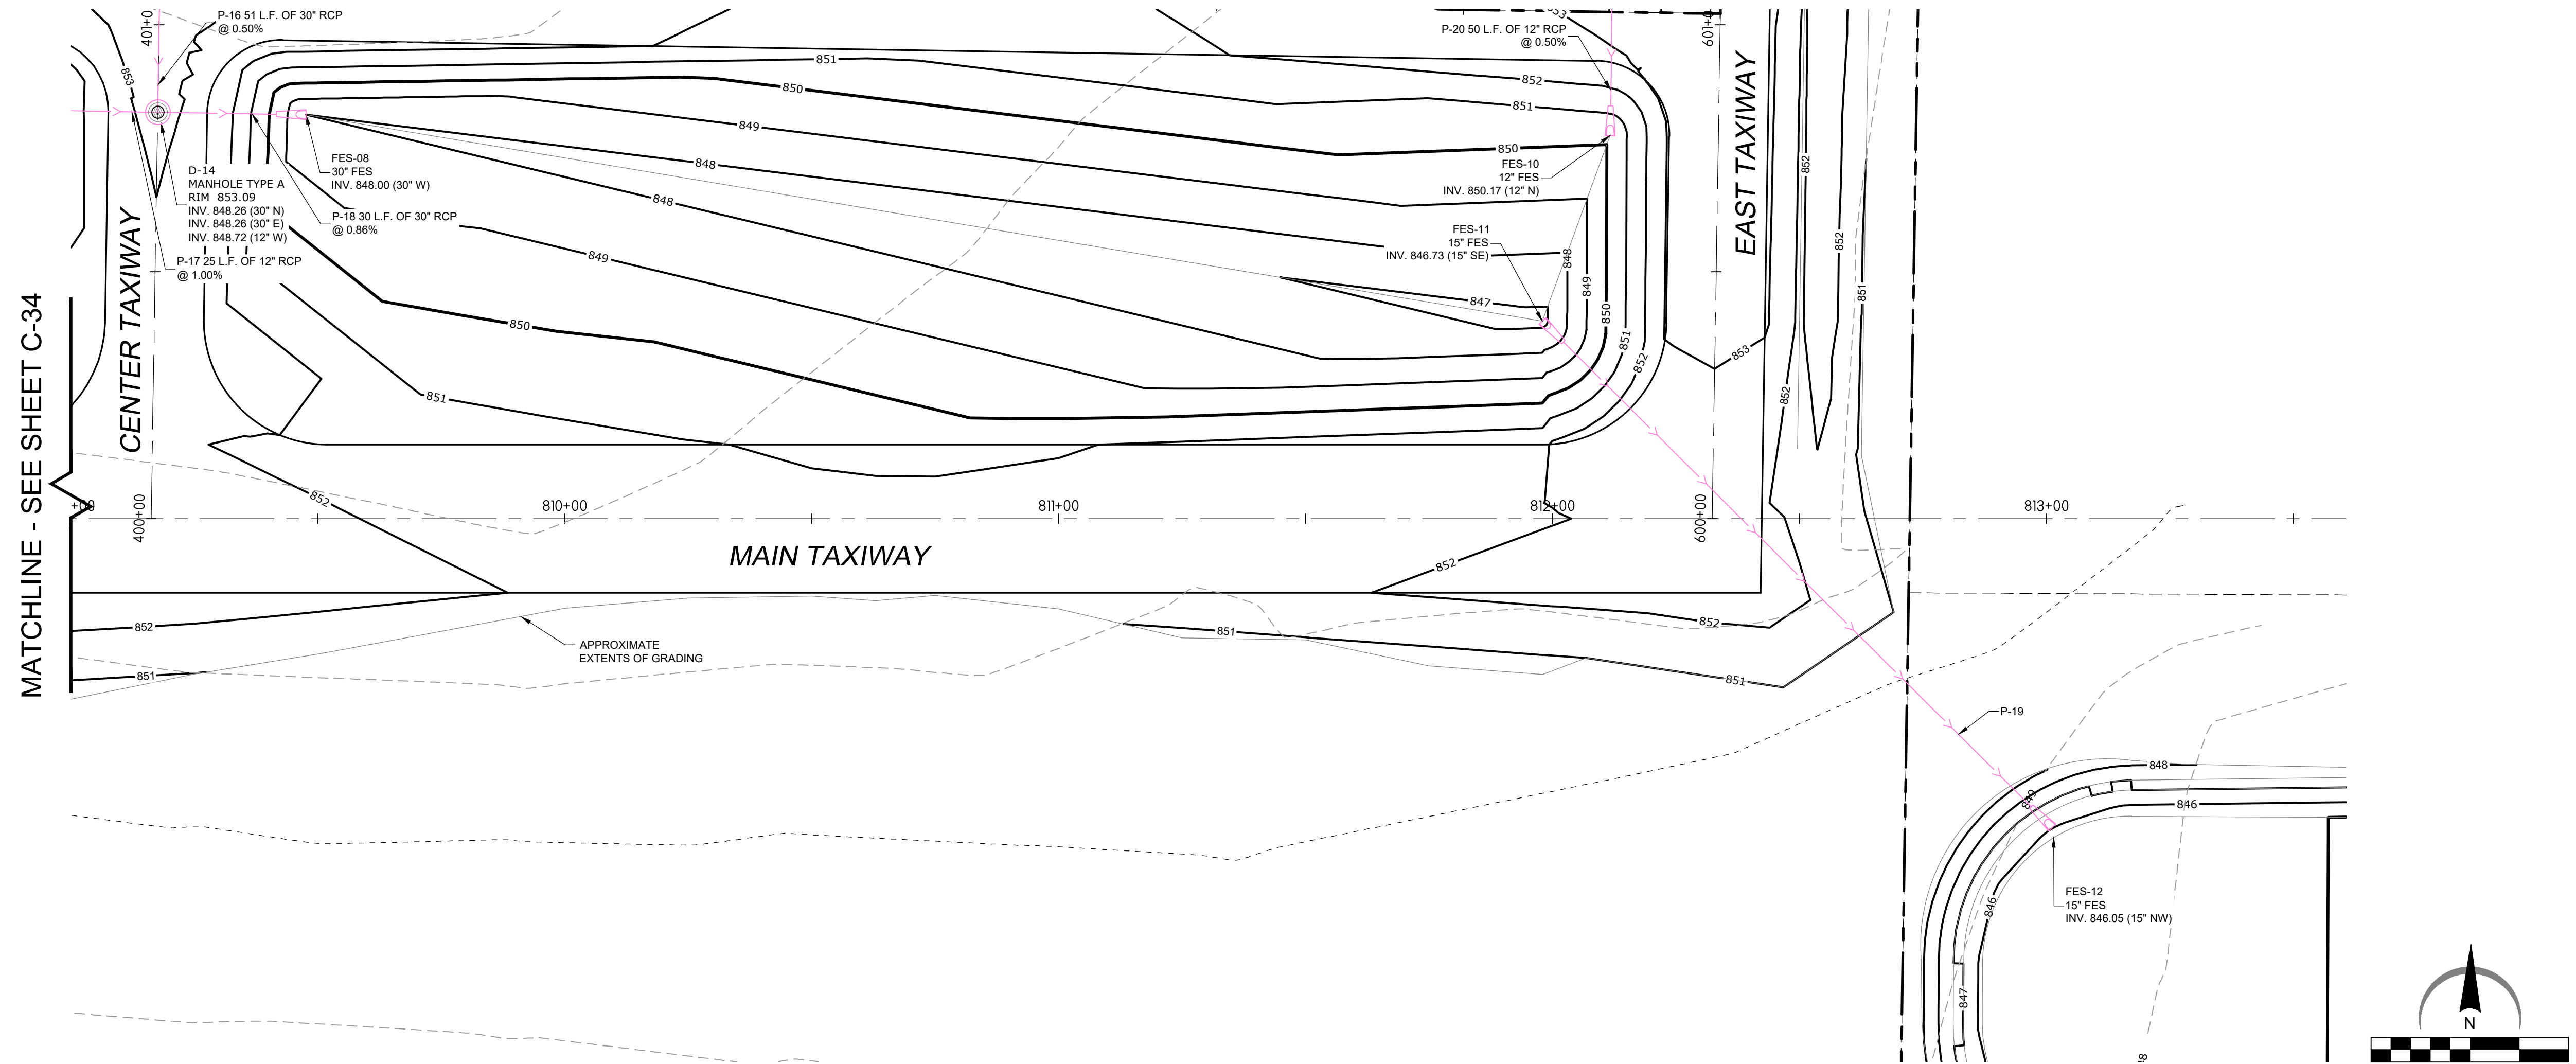 P-16 51 L.F. OF 30" RCP
@ 0.50%
401+0
853
851
850
849
848
848
849
850
851
P-20 50 L.F. OF 12" RCP
@ 0.50%
853
852
851
850
601+0
FES-08
30" FES
INV. 848.00 (30" W)
D-14
MANHOLE TYPE A
RIM 853.09
INV. 848.26 (30" N)
INV. 848.26 (30" E)
INV. 848.72 (12" W)
P-18 30 L.F. OF 30" RCP
@ 0.86%
P-17 25 L.F. OF 12" RCP
@ 1.00%
FES-10
12" FES
INV. 850.17 (12" N)
FES-11
15" FES
INV. 846.73 (15" SE)
847
848
849
850
851
852
853
852
852
851
852
EAST TAXIWAY
CENTER TAXIWAY
MATCHLINE - SEE SHEET C-34
+00
400+00
852
810+00
811+00
812+00
600+00
813+00
MAIN TAXIWAY
852
852
851
APPROXIMATE
EXTENTS OF GRADING
851
852
851
P-19
848
849
846
846
847
FES-12
15" FES
INV. 846.05 (15" NW)
N